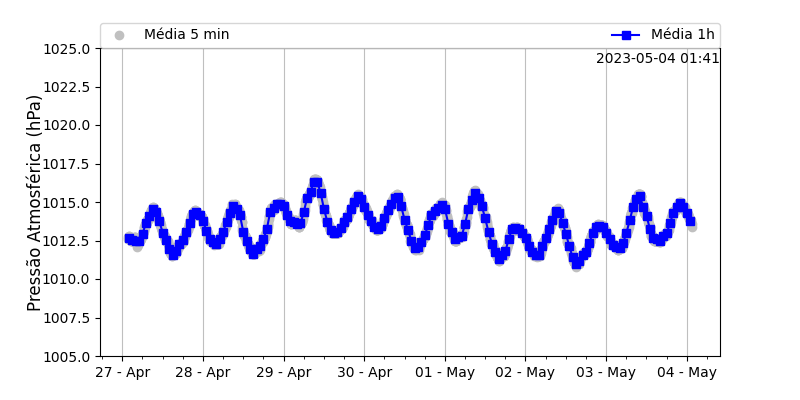 Média 5 min
Média 1h
2023-05-04 01:41
Pressão Atmosférica (hPa)
1025.0
1022.5
1020.0
1017.5
1015.0
1012.5
1010.0
1007.5
1005.0
27 - Apr
28 - Apr
29 - Apr
30 - Apr
01 - May
02 - May
03 - May
04 - May